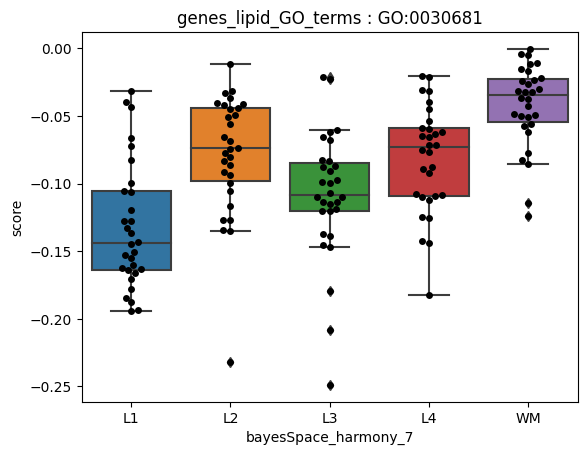 genes_lipid_GO_terms : GO:0030681
0.00
−0.05
−0.10
−0.15
−0.20
−0.25
score
L1 L2 L3 L4 WM
bayesSpace_harmony_7